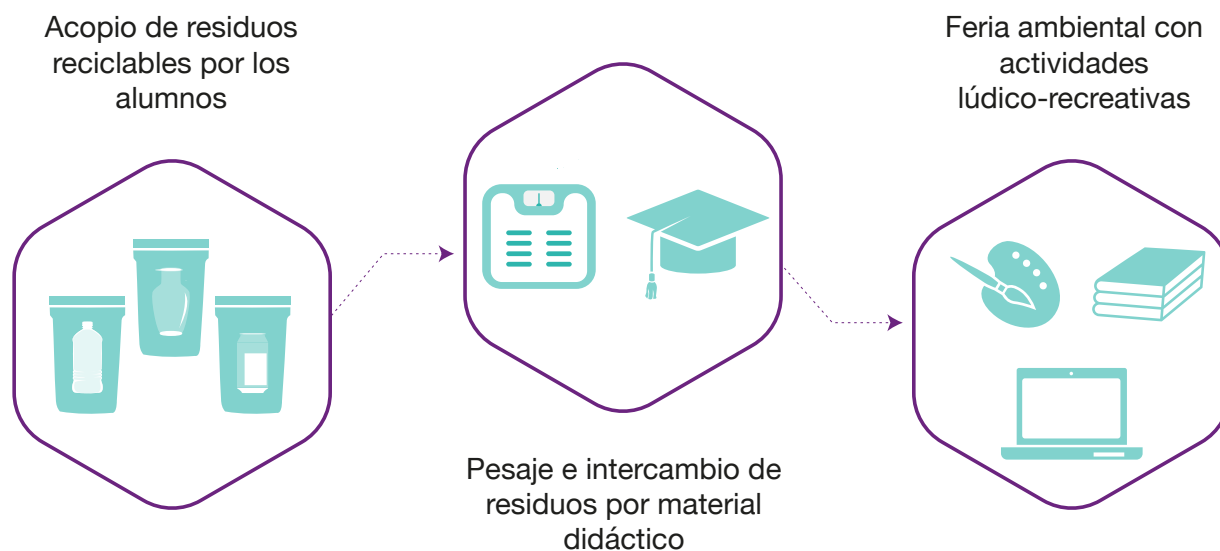 Acopio de residuos
reciclables por los
alumnos
Pesaje e intercambio de
residuos por material
didáctico
Feria ambiental con
actividades
lúdico-recreativas